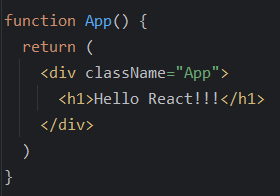 function App() {
  return (
    <div className="App">
      <h1>Hello React!!!</h1>
    </div>
  )
}